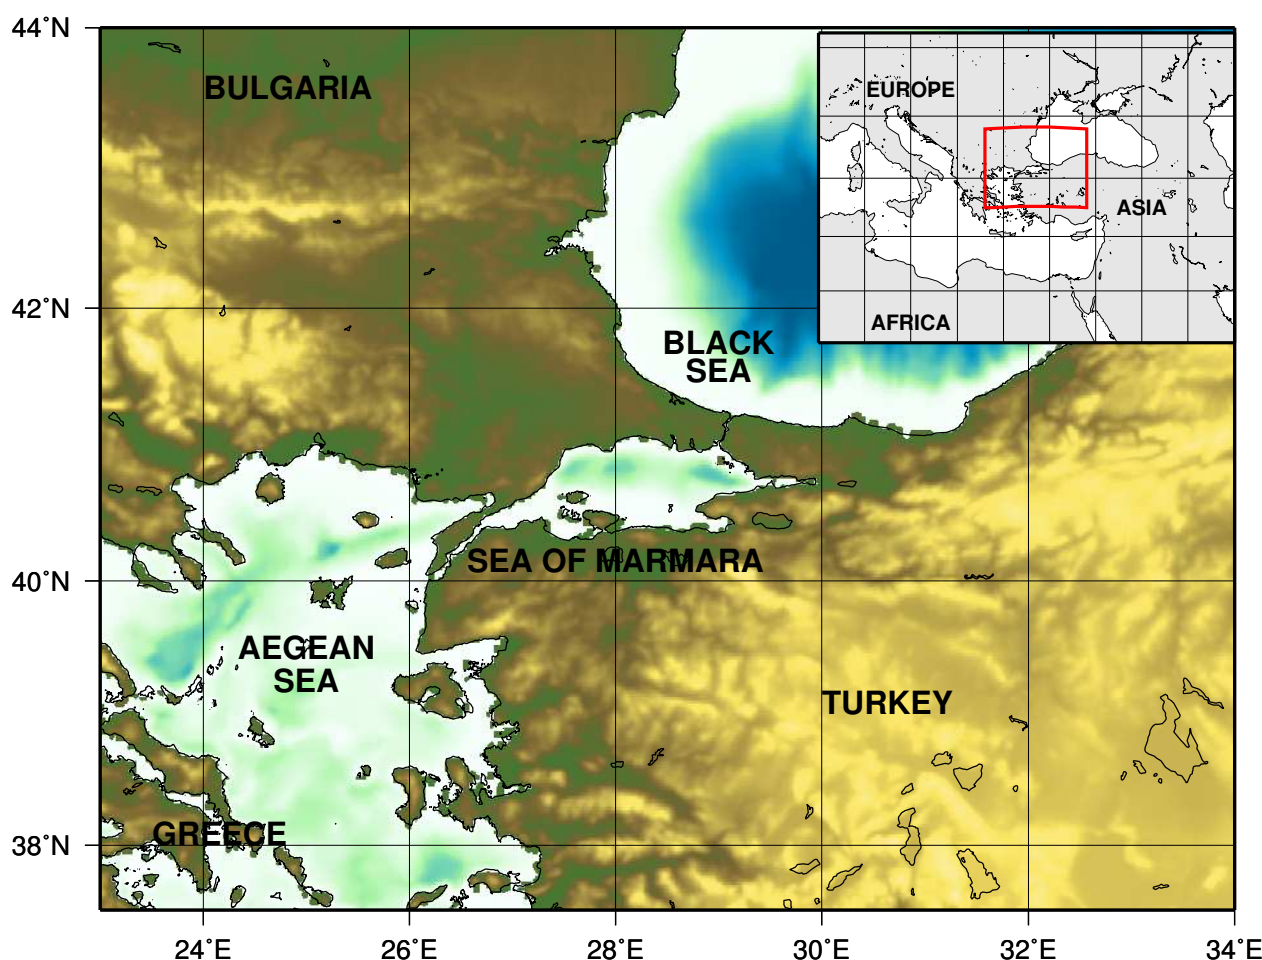 44°N
BULGARIA
EUROPE
ASIA
AFRICA
42°N
BLACK
SEA
SEA OF MARMARA
40°N
AEGEAN
SEA
TURKEY
GREECE
38°N
24°E
26°E
28°E
30°E
32°E
34°E